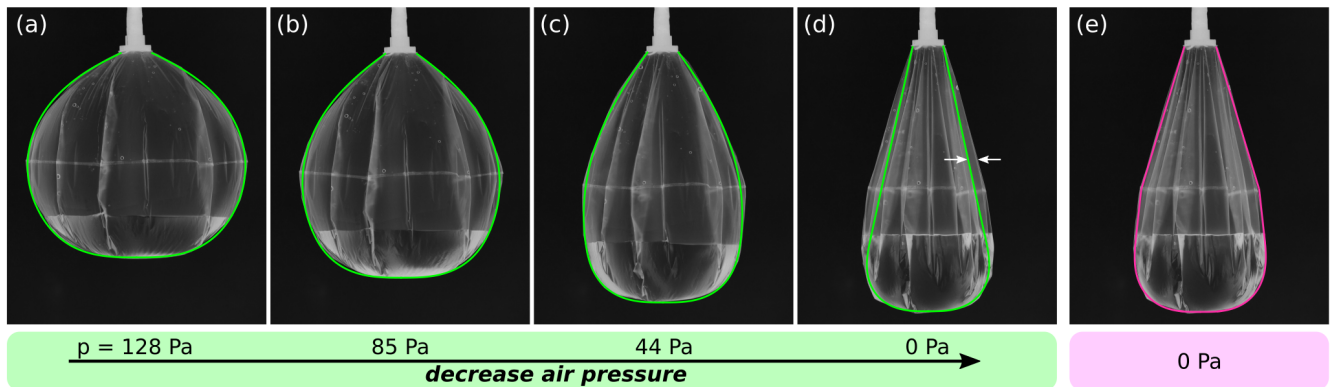 (a)
(b)
(c)
(d)
(e)
p = 128 Pa
85 Pa
44 Pa
0 Pa
0 Pa
decrease air pressure